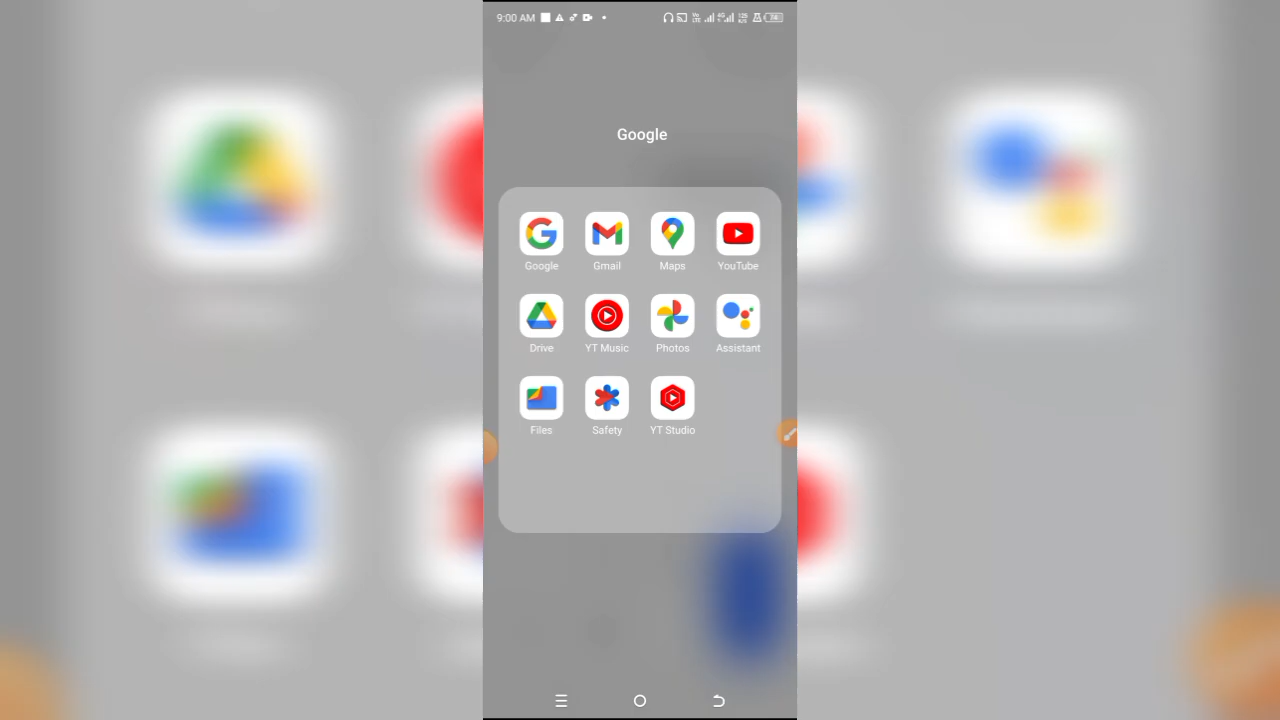 9:00 AM
Google
Google Gmail Maps YouTube
Drive YT Music Photos Assistant
Files Safety YT Studio